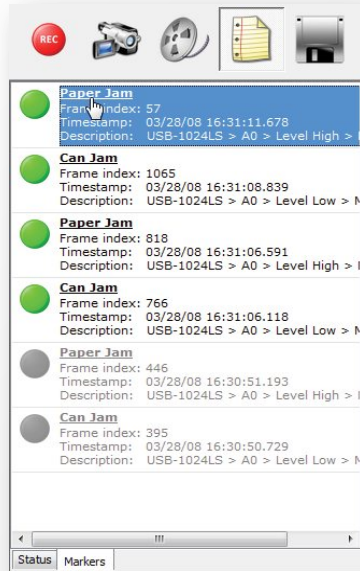 REC
Paper Jam
Frame index: 57
Timestamp: 03/28/08 16:31:11.678
Description: USB-1024LS > A0 > Level High >
Can Jam
Frame index: 1065
Timestamp: 03/28/08 16:31:08.839
Description: USB-1024LS > A0 > Level Low >
Paper Jam
Frame index: 818
Timestamp: 03/28/08 16:31:06.591
Description: USB-1024LS > A0 > Level High >
Can Jam
Frame index: 766
Timestamp: 03/28/08 16:31:06.118
Description: USB-1024LS > A0 > Level Low >
Paper Jam
Frame index: 446
Timestamp: 03/28/08 16:30:51.193
Description: USB-1024LS > A0 > Level High >
Can Jam
Frame index: 395
Timestamp: 03/28/08 16:30:50.729
Description: USB-1024LS > A0 > Level Low >
Status Markers